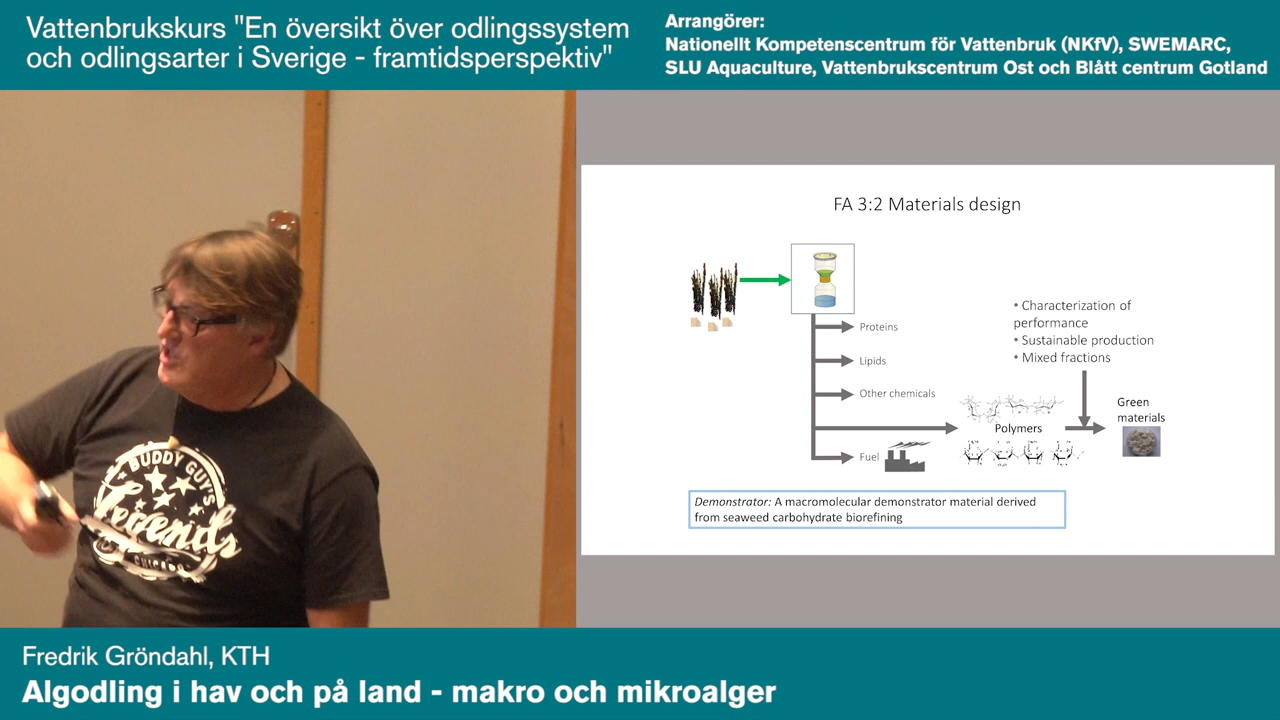 Vattenbrukskurs "En översikt över odlingssystem
och odlingsarter i Sverige - framtidsperspektiv"
Arrangörer:
Nationellt Kompetenscentrum för Vattenbruk (NKfV), SWEMARC,
SLU Aquaculture, Vattenbrukscentrum Ost och Blått centrum Gotland
BUDDY GUY'S
Legends
CHICAGO
FA 3:2 Materials design
Proteins
Lipids
Other chemicals
Polymers
Fuel
• Characterization of
performance
• Sustainable production
• Mixed fractions
Green
materials
Demonstrator: A macromolecular demonstrator material derived
from seaweed carbohydrate biorefining
Fredrik Gröndahl, KTH
Algodling i hav och på land - makro och mikroalger